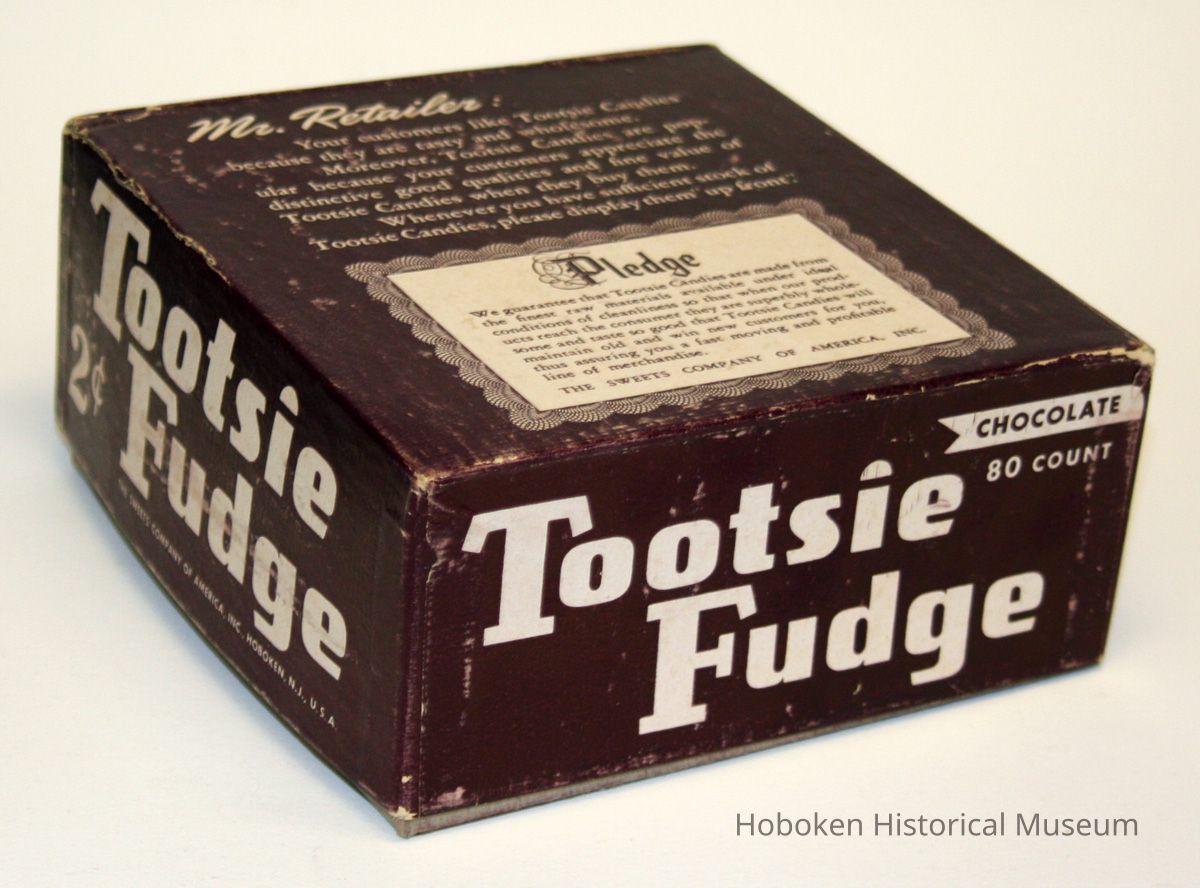 Mr. Retailer:
Your customers like Tootsie Candies
because they are tasty and wholesome.
Moreover, Tootsie Candies are pop-
ular because your customers appreciate the
distinctive good qualities and fine value of
Tootsie Candies when they buy them.
Whenever you have sufficient stock of
Tootsie Candies, please display them "up front".
Pledge
We guarantee that Tootsie Candies are made from
the finest raw materials available under ideal
conditions of cleanliness so that when our prod-
ucts reach the consumer they are superbly whole-
some and taste so good that Tootsie Candies will
maintain old and win new customers for you,
thus assuring you a fast moving and profitable
line of merchandise.
THE SWEETS COMPANY OF AMERICA, INC.
Tootsie
2¢
Fudge
SWEETS COMPANY OF AMERICA, INC. HOBOKEN, N.J., U.S.A
CHOCOLATE
80 COUNT
Tootsie
Fudge
Hoboken Historical Museum